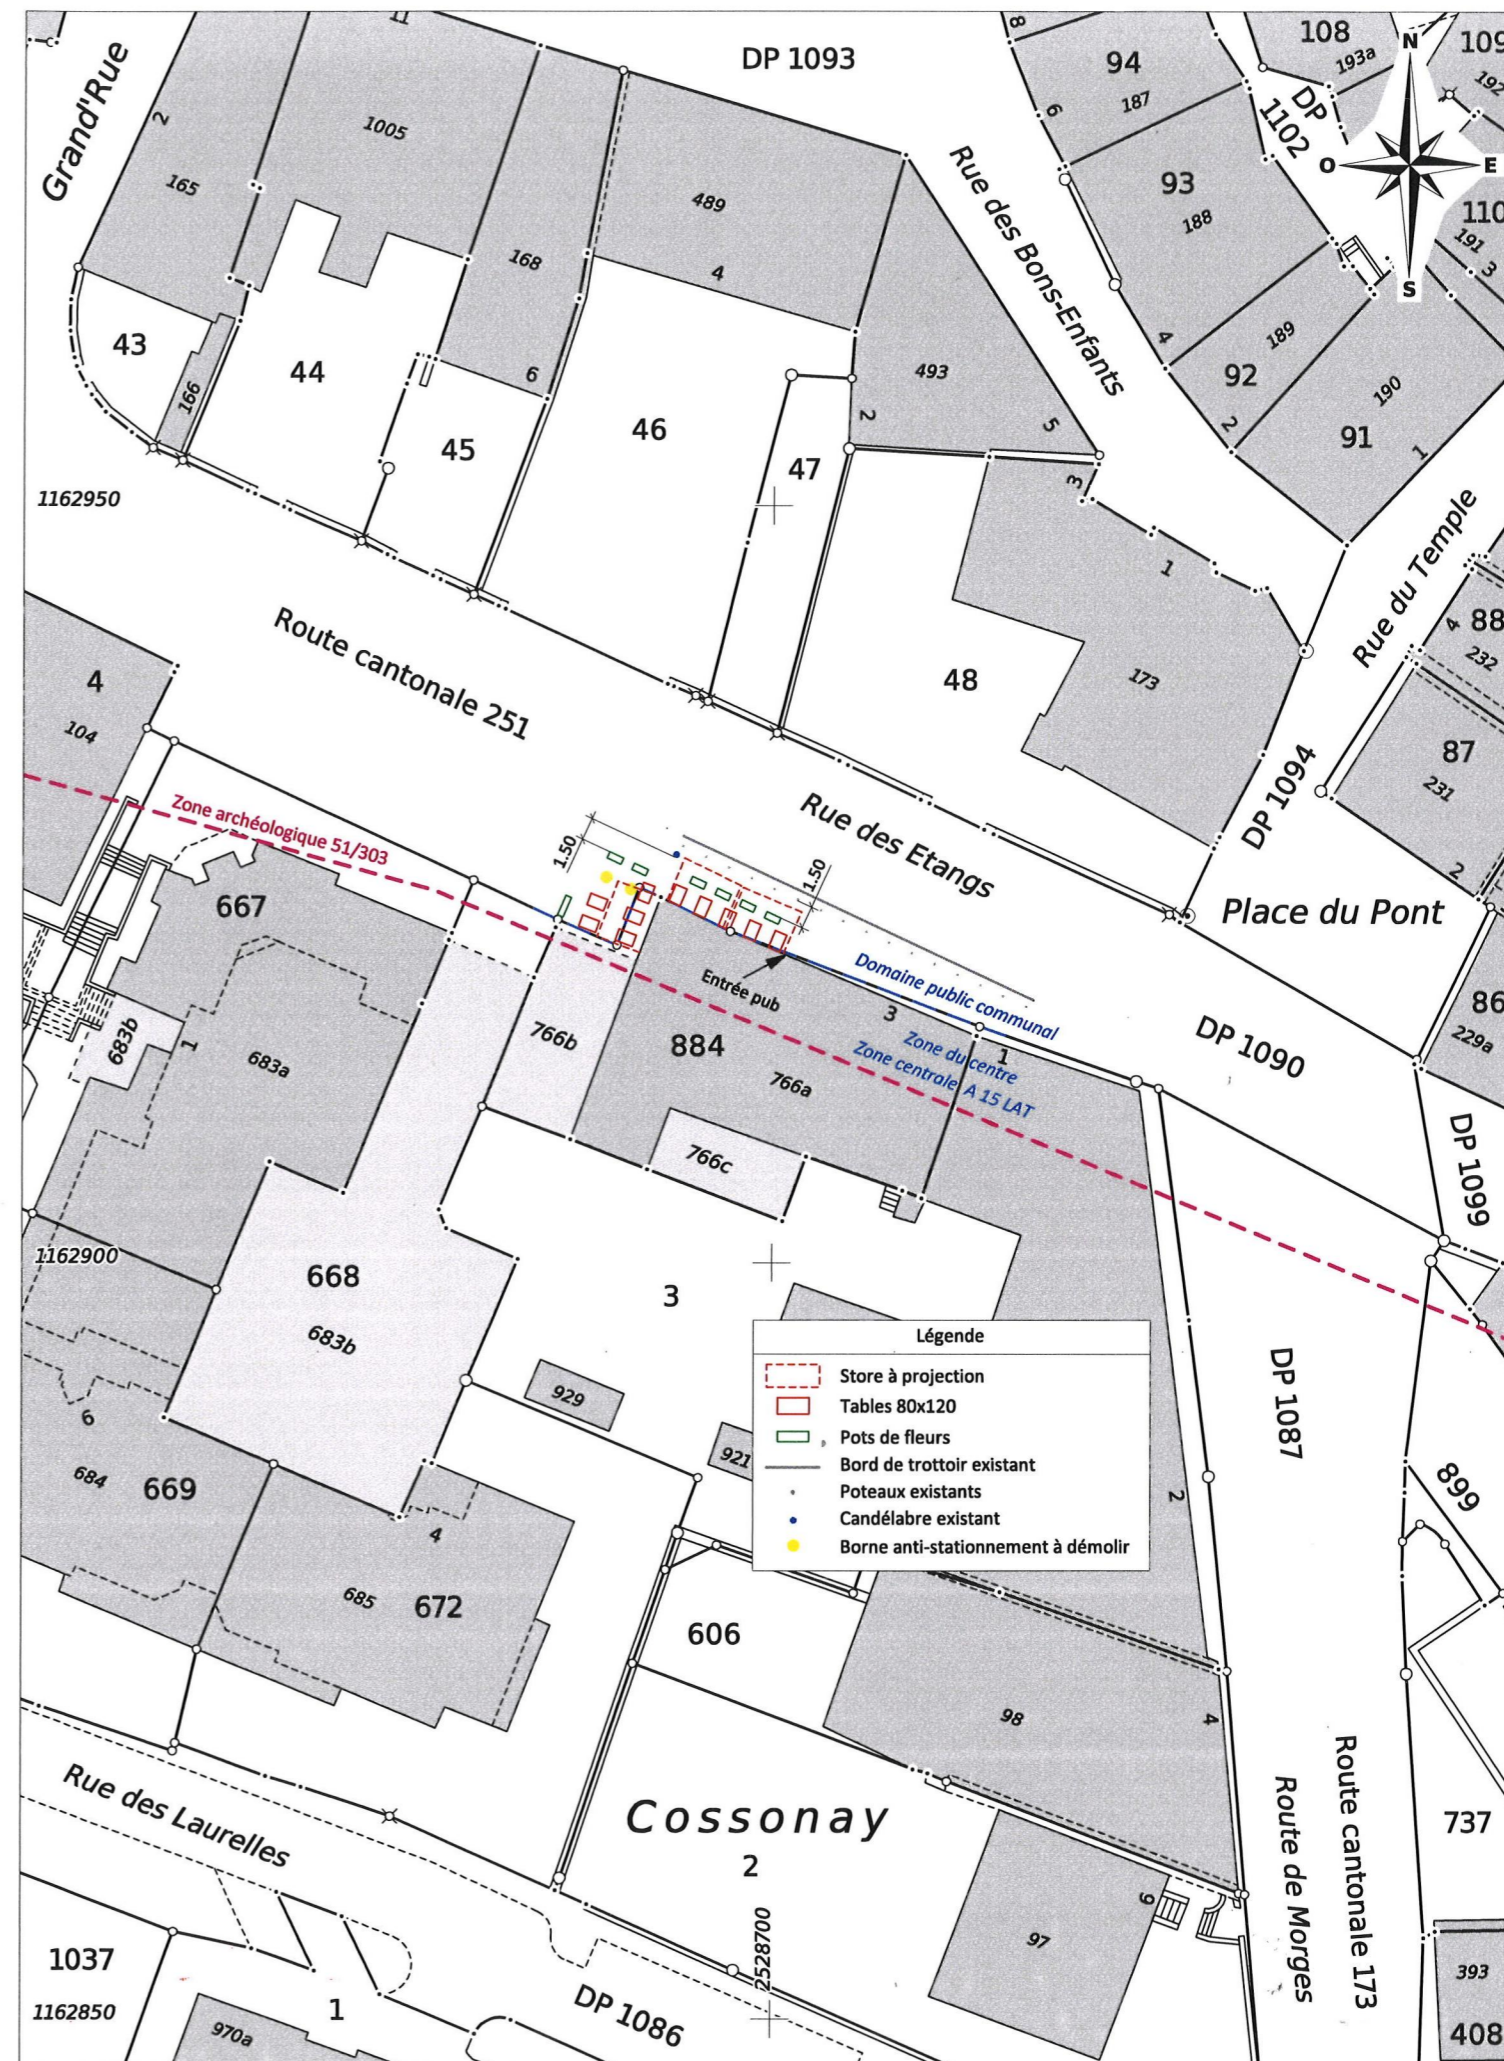 11
DP 1093
8
94
187
6
108
193a
N
109
192
DP
1102
O
E
S
Grand'Rue
2
165
1005
489
168
4
Rue des Bons-Enfants
93
188
110
191
3
4
189
92
190
2
91
1
43
166
44
6
45
46
47
2
493
5
3
1162950
1
Rue du Temple
4
88
232
48
173
87
231
2
4
104
Route cantonale 251
DP 1094
Rue des Etangs
Place du Pont
Zone archéologique 51/303
1.50
1.50
667
Entrée pub
Domaine public communal
3
1
Zone du centre
Zone centrale A 15 LAT
DP 1090
86
229a
683b
1
683a
766b
884
766a
766c
DP 1099
1162900
668
683b
3
Légende
Store à projection
Tables 80x120
Pots de fleurs
Bord de trottoir existant
Poteaux existants
Candélabre existant
Borne anti-stationnement à démolir
929
921
DP 1087
2
899
6
684
669
4
685
672
606
98
4
Rue des Laurelles
Cossonay
2
Route de Morges
Route cantonale 173
737
97
6
2528700
1037
1162850
1
970a
DP 1086
393
408